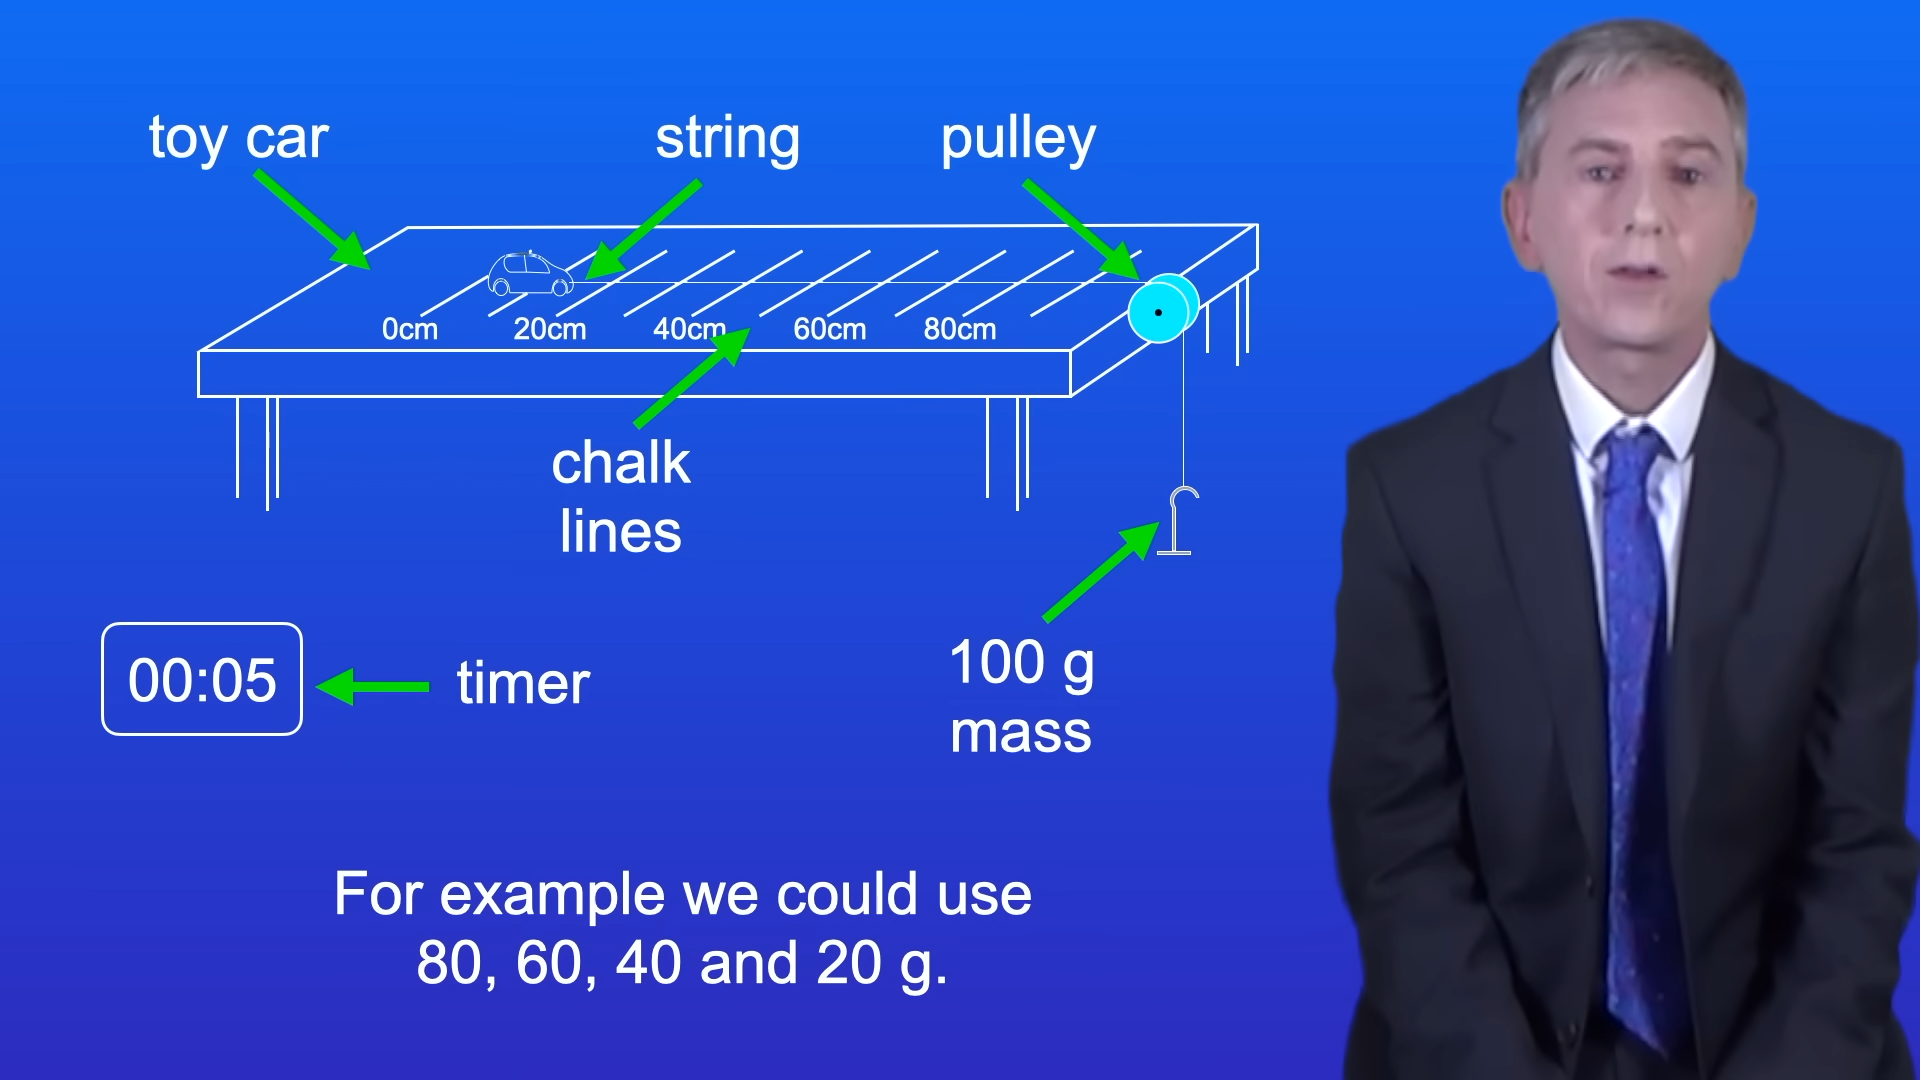 toy car
string
pulley
0cm
20cm
40cm
60cm
80cm
chalk
lines
00:05
timer
100 g
mass
For example we could use
80, 60, 40 and 20 g.